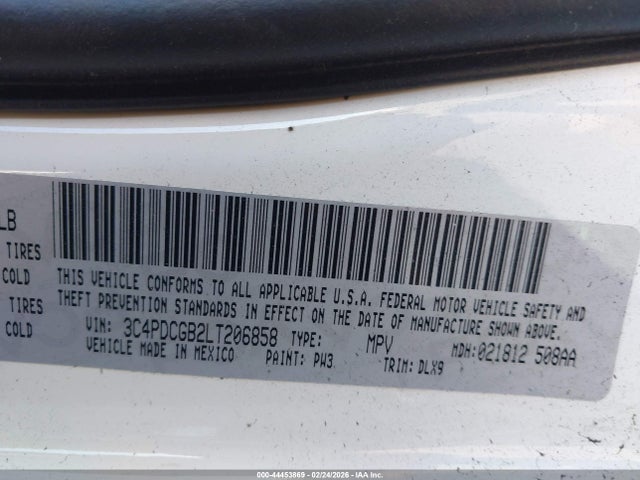 LB
TIRES
COLD
TIRES
COLD
THIS VEHICLE CONFORMS TO ALL APPLICABLE U.S.A. FEDERAL MOTOR VEHICLE SAFETY AND
THEFT PREVENTION STANDARDS IN EFFECT ON THE DATE OF MANUFACTURE SHOWN ABOVE.
VIN: 3C4PDCGB2LT206858 TYPE: MPV MDH:021812 508AA
VEHICLE MADE IN MEXICO PAINT: PW3 TRIM: DLX9
000-44453869 - 02/24/2026 - IAA Inc.